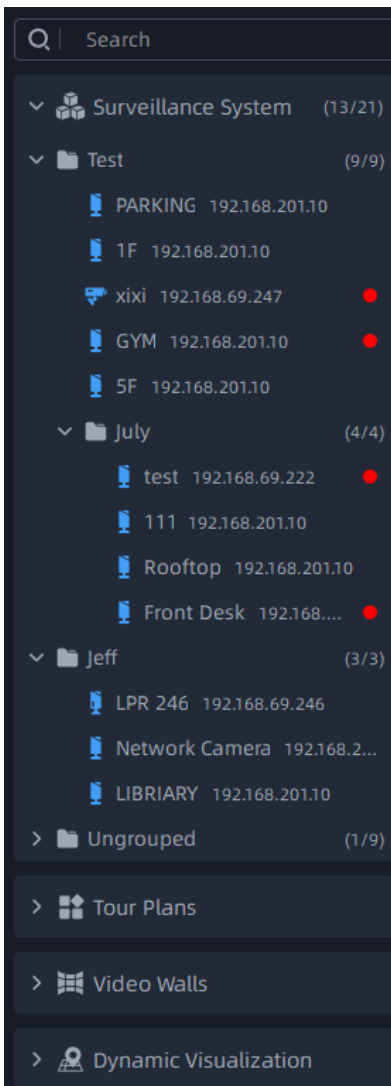 Search
Surveillance System (13/21)
Test (9/9)
PARKING 192.168.201.10
1F 192.168.201.10
xixi 192.168.69.247
GYM 192.168.201.10
5F 192.168.201.10
July (4/4)
test 192.168.69.222
111 192.168.201.10
Rooftop 192.168.201.10
Front Desk 192.168....
Jeff (3/3)
LPR 246 192.168.69.246
Network Camera 192.168.2...
LIBRIARY 192.168.201.10
Ungrouped (1/9)
Tour Plans
Video Walls
Dynamic Visualization